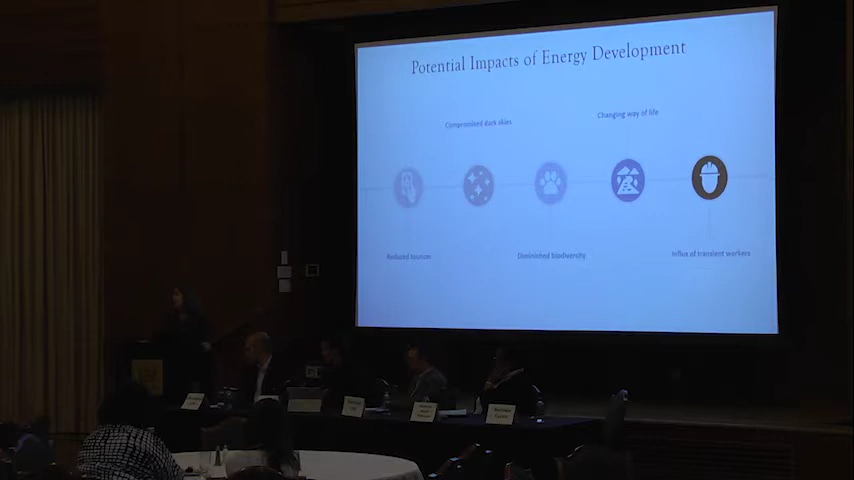 Potential Impacts of Energy Development
Compromised dark skies
Changing way of life
Reduced tourism
Diminished biodiversity
Influx of transient workers